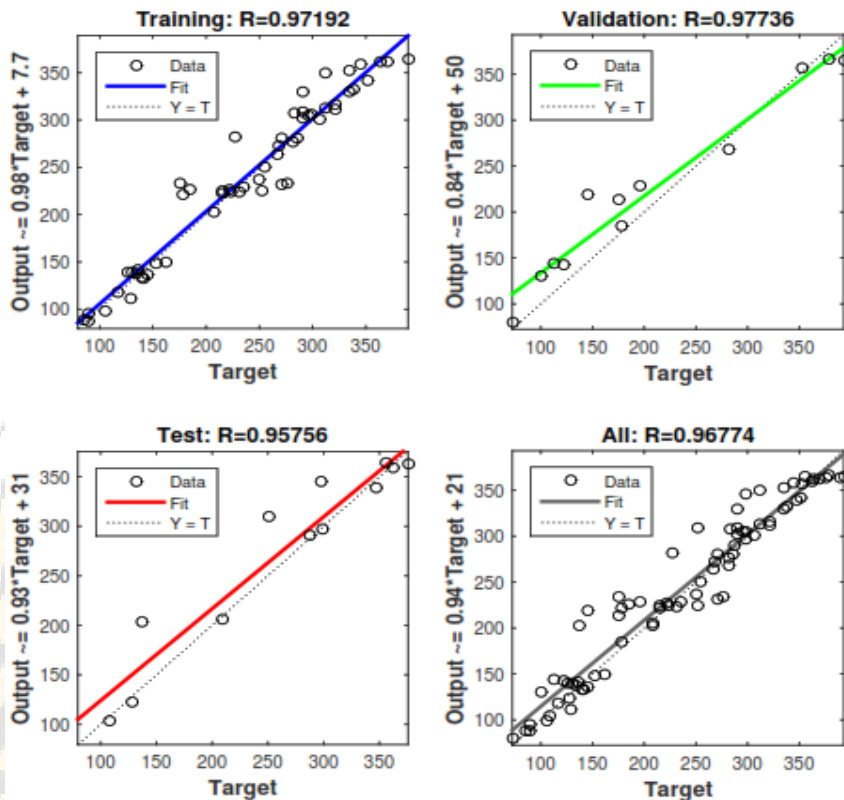 Training: R=0.97192
Output ~= 0.98*Target + 7.7
350
300
250
200
150
100
Data
Fit
Y = T
100 150 200 250 300 350
Target
Validation: R=0.97736
Output ~= 0.84*Target + 50
350
300
250
200
150
100
Data
Fit
Y = T
100 150 200 250 300 350
Target
Test: R=0.95756
Output ~= 0.93*Target + 31
350
300
250
200
150
100
Data
Fit
Y = T
100 150 200 250 300 350
Target
All: R=0.96774
Output ~= 0.94*Target + 21
350
300
250
200
150
100
Data
Fit
Y = T
100 150 200 250 300 350
Target